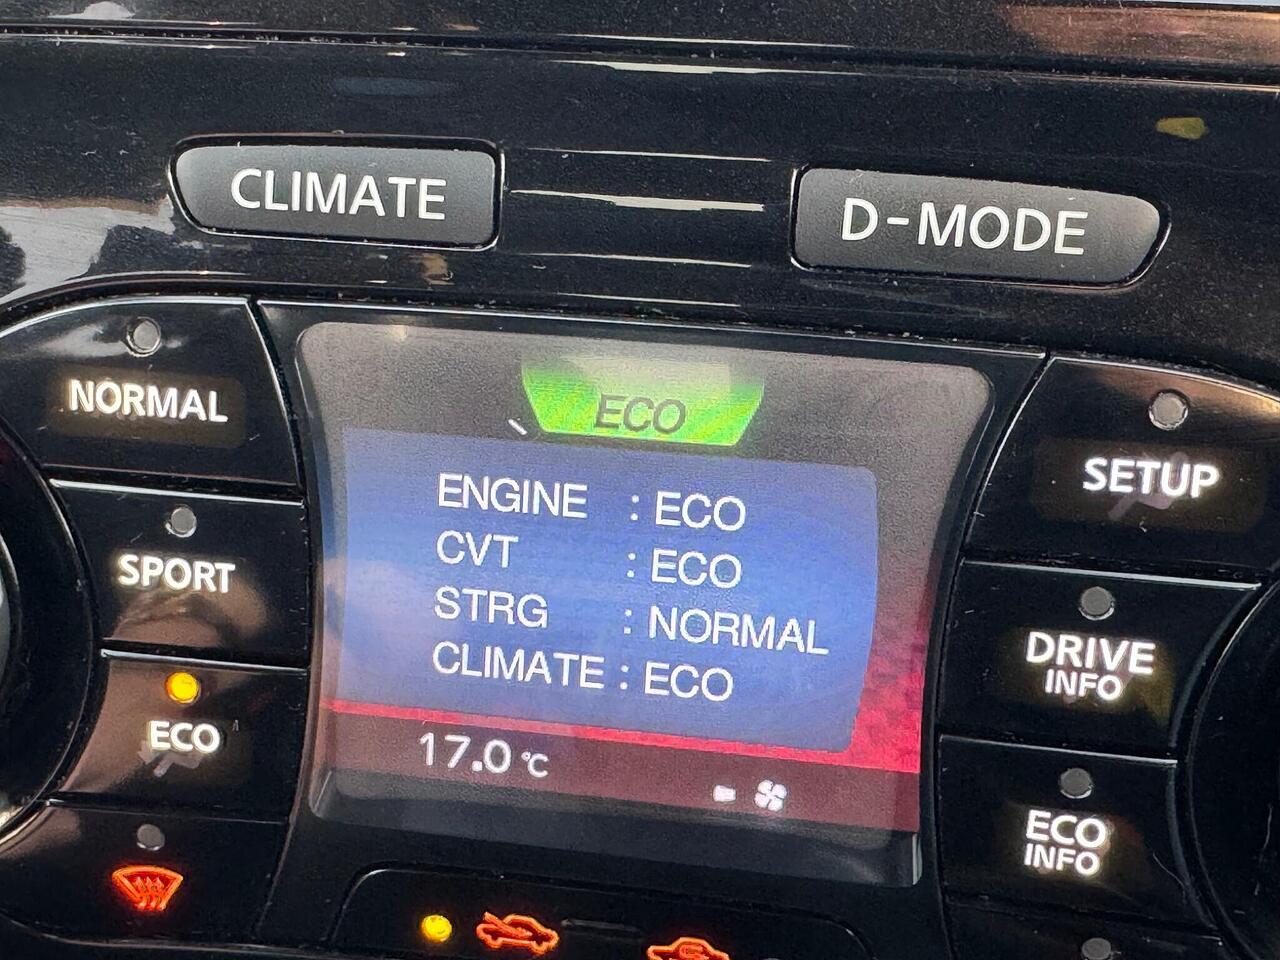 CLIMATE
D-MODE
NORMAL
SPORT
ECO
ECO
ENGINE : ECO
CVT : ECO
STRG : NORMAL
CLIMATE : ECO
17.0 °C
SETUP
DRIVE
INFO
ECO
INFO